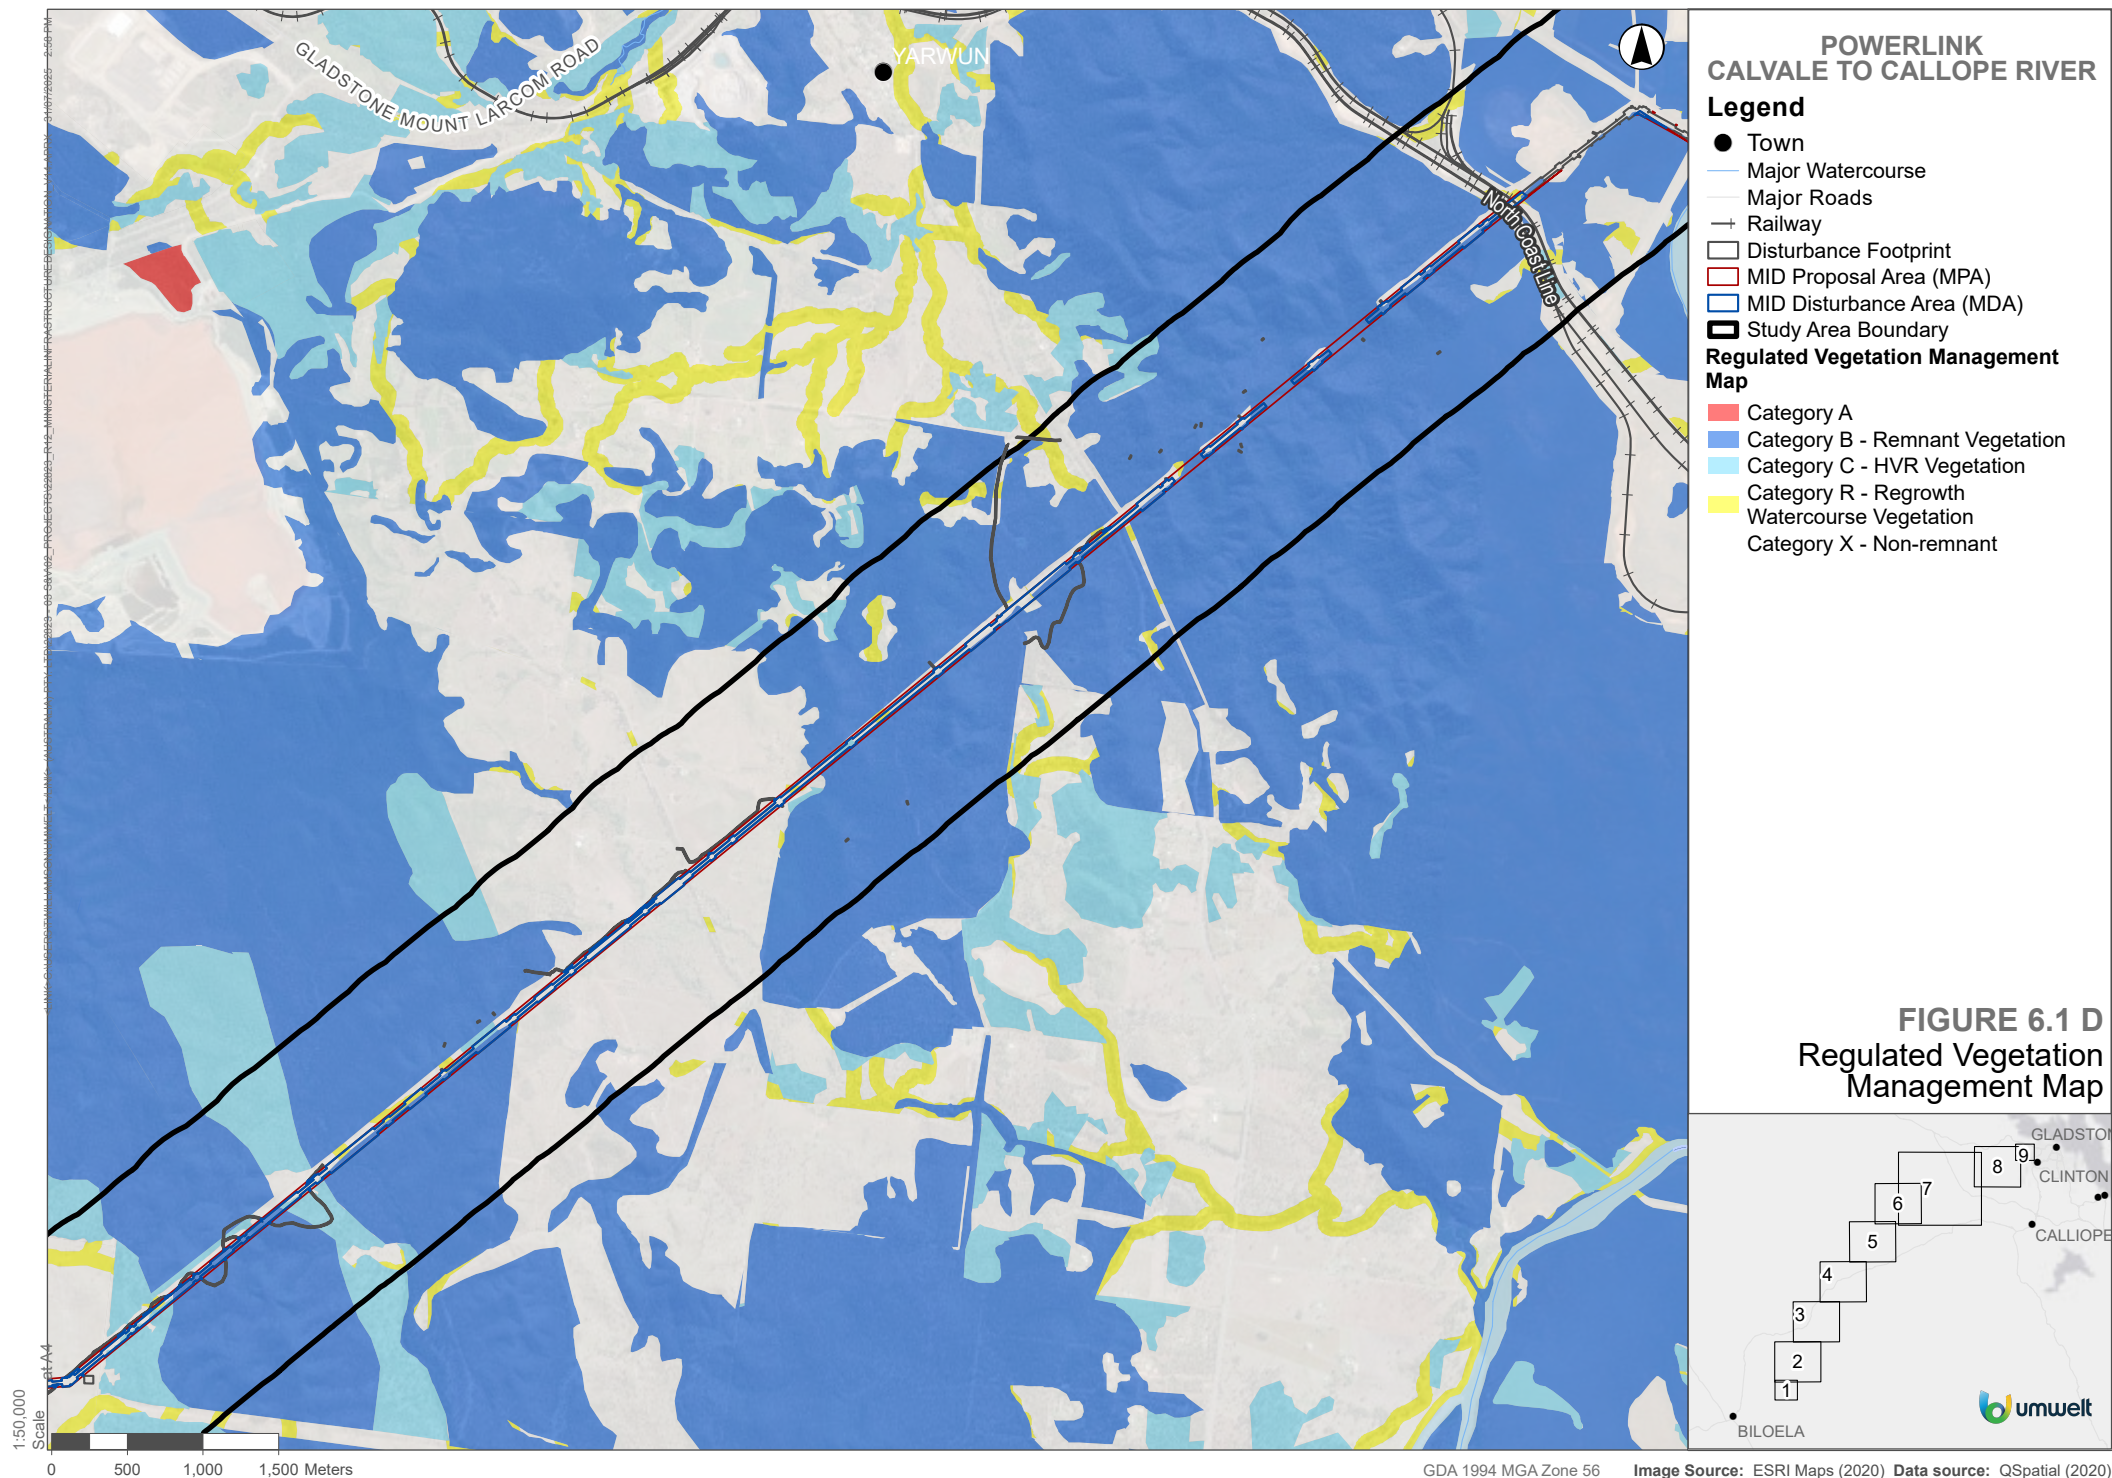 GLADSTONE MOUNT LARCOM ROAD
YARWUN
North Coast Line
POWERLINK
CALVALE TO CALLOPE RIVER
Legend
Town
Major Watercourse
Major Roads
Railway
Disturbance Footprint
MID Proposal Area (MPA)
MID Disturbance Area (MDA)
Study Area Boundary
Regulated Vegetation Management
Map
Category A
Category B - Remnant Vegetation
Category C - HVR Vegetation
Category R - Regrowth
Watercourse Vegetation
Category X - Non-remnant
FIGURE 6.1 D
Regulated Vegetation
Management Map
GLADSTON
9
8
CLINTON
7
6
CALLIOPE
5
4
3
2
1
BILOELA
umwelt
1:50,000
Scale
at A4
0 500 1,000 1,500 Meters
GDA 1994 MGA Zone 56
Image Source: ESRI Maps (2020) Data source: QSpatial (2020)